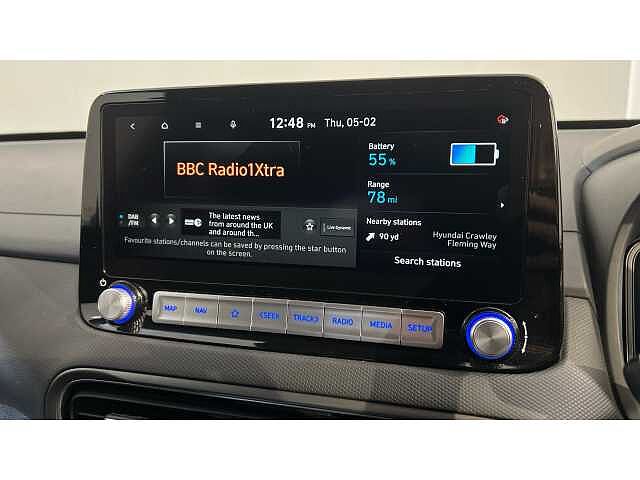 12:48 PM Thu, 05-02
BBC Radio1Xtra
Battery
55 %
Range
78 mi
Nearby stations
90 yd
Hyundai Crawley
Fleming Way
Search stations
DAB
/FM
The latest news
from around the UK
and around th...
Live Dynamic
Favourite stations/channels can be saved by pressing the star button
on the screen.
MAP
NAV
SEEK
TRACK
RADIO
MEDIA
SETUP